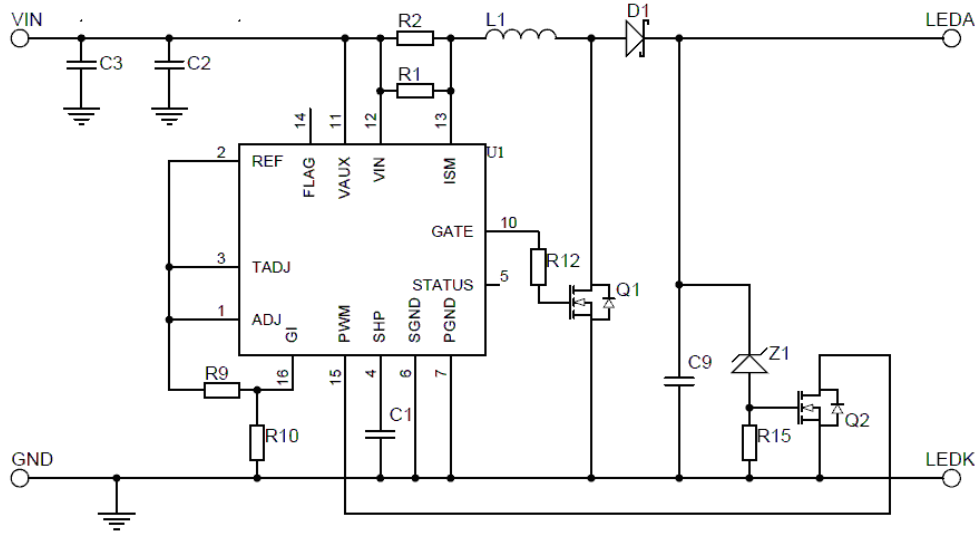 VIN R2 L1 D1 LEDA
C3 C2 R1
14 11 12 13
2 REF FLAG VAUX VIN ISM U1
GATE 10
R12
3 TADJ STATUS 5
Q1
1 ADJ GI PWM SHP SGND PGND
Z1
R9 16 15 4 6 7 C9
C1 Q2
R10 R15
GND LEDK